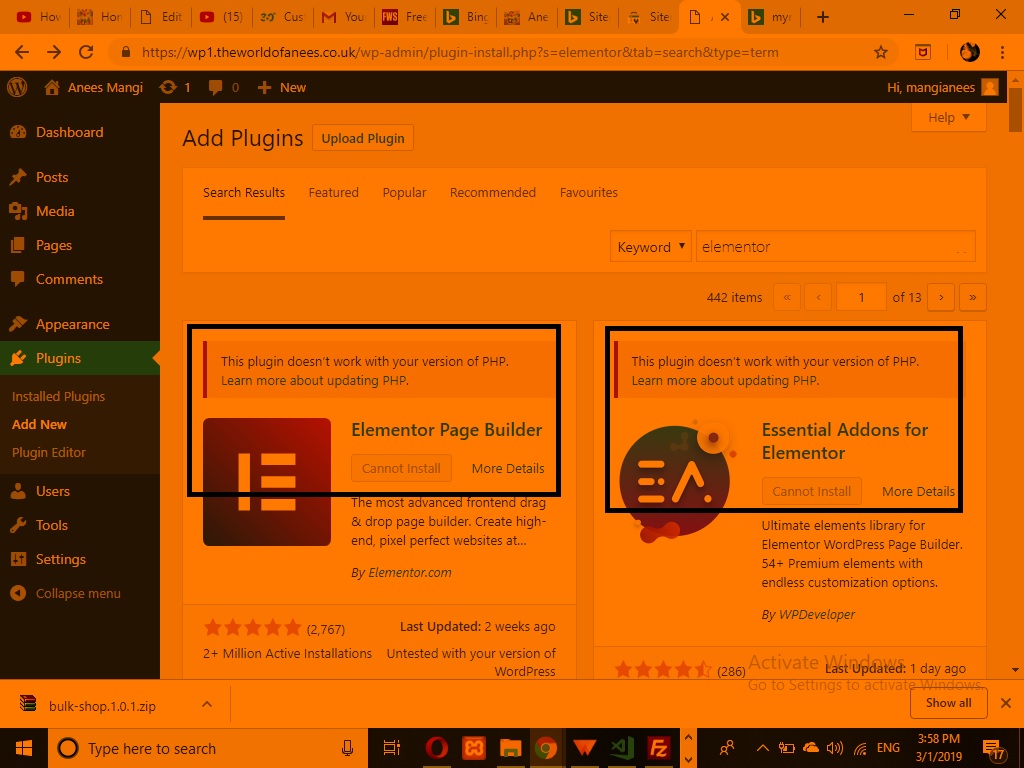 Hov
Hor
Edit
(15)
Cus
You
FWS
Free
Bing
Ane
Site
Site
myr
https://wp1.theworldofanees.co.uk/wp-admin/plugin-install.php?s=elementor&tab=search&type=term
Anees Mangi
1
0
New
Hi, mangianees
Dashboard
Posts
Media
Pages
Comments
Appearance
Plugins
Installed Plugins
Add New
Plugin Editor
Users
Tools
Settings
Collapse menu
Help
Add Plugins
Upload Plugin
Search Results
Featured
Popular
Recommended
Favourites
Keyword
elementor
442 items
«
‹
1
of 13
›
»
This plugin doesn't work with your version of PHP.
Learn more about updating PHP.
Elementor Page Builder
Cannot Install
More Details
The most advanced frontend drag
& drop page builder. Create high-
end, pixel perfect websites at...
By Elementor.com
(2,767)
Last Updated: 2 weeks ago
2+ Million Active Installations
Untested with your version of
WordPress
This plugin doesn't work with your version of PHP.
Learn more about updating PHP.
EA
Essential Addons for
Elementor
Cannot Install
More Details
Ultimate elements library for
Elementor WordPress Page Builder.
54+ Premium elements with
endless customization options.
By WPDeveloper
(286)
Last Updated: 1 day ago
Activate Windows
Go to Settings to activate Windows.
bulk-shop.1.0.1.zip
Show all
Type here to search
Fz
ENG
3:58 PM
3/1/2019
17